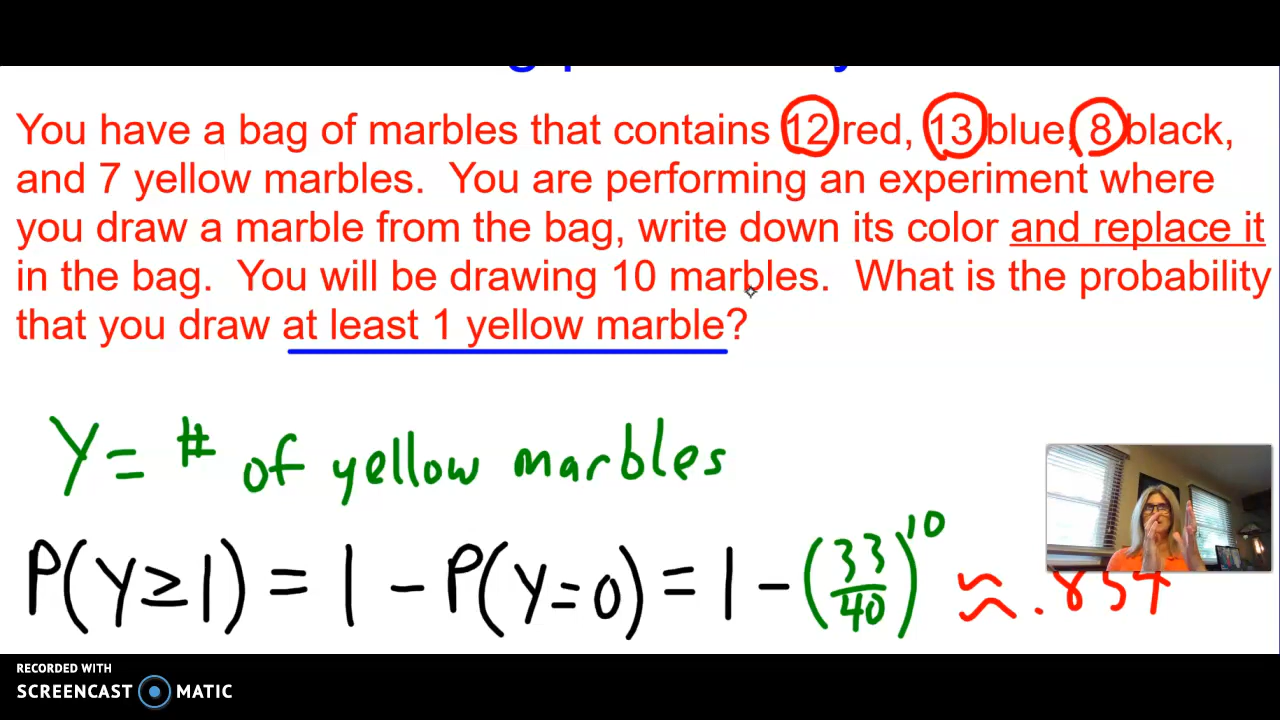 You have a bag of marbles that contains 12 red, 13 blue, 8 black,
and 7 yellow marbles. You are performing an experiment where
you draw a marble from the bag, write down its color and replace it
in the bag. You will be drawing 10 marbles. What is the probability
that you draw at least 1 yellow marble?
Y = # of yellow marbles
P(Y≥1) = 1 - P(Y=0) = 1 - (33/40)^10 ≈ .854
RECORDED WITH
SCREENCAST MATIC